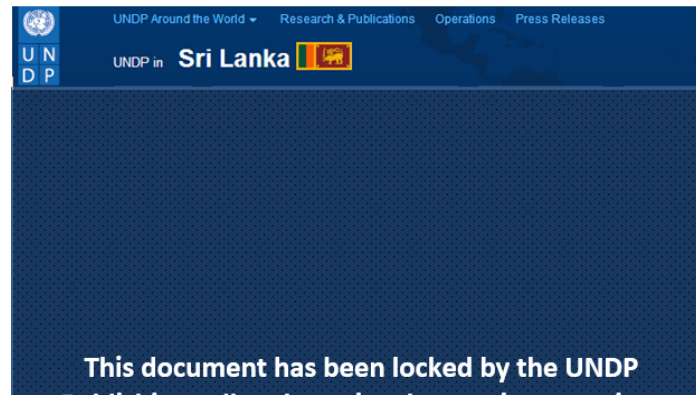 UNDP Around the World Research & Publications Operations Press Releases
U N
D P
UNDP in Sri Lanka
This document has been locked by the UNDP